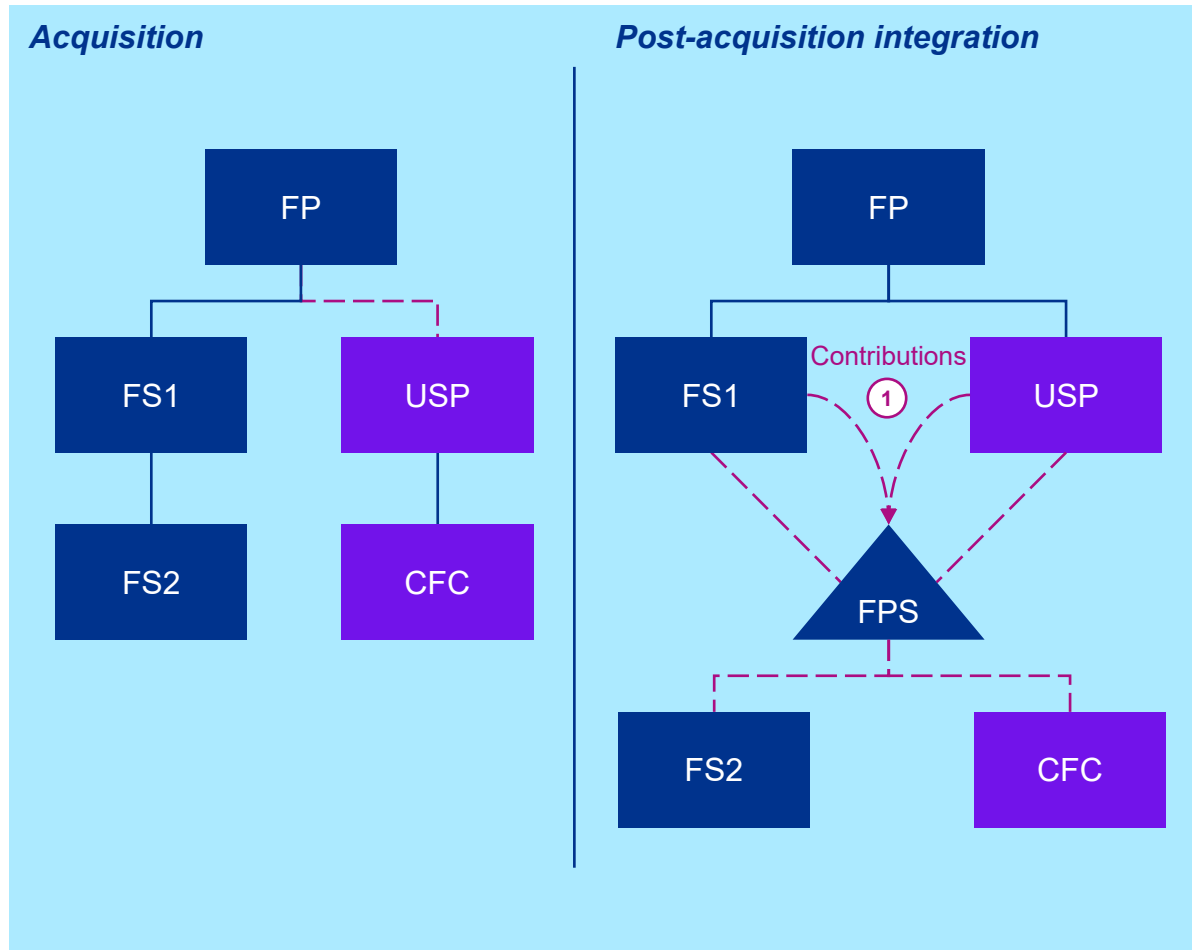 Acquisition
FP
FS1
USP
FS2
CFC
Post-acquisition integration
FP
FS1
Contributions
1
USP
FPS
FS2
CFC